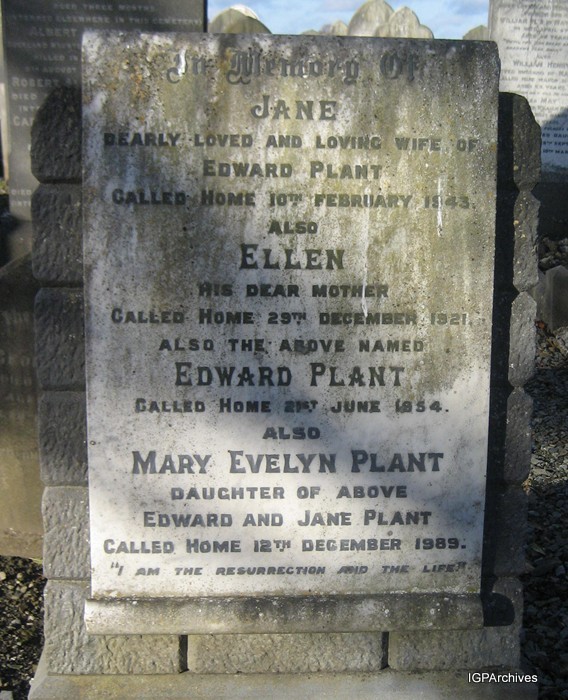 In Memory Of
JANE
DEARLY LOVED AND LOVING WIFE OF
EDWARD PLANT
CALLED HOME 10TH FEBRUARY 1943.
ALSO
ELLEN
HIS DEAR MOTHER
CALLED HOME 29TH DECEMBER 1921.
ALSO THE ABOVE NAMED
EDWARD PLANT
CALLED HOME 21ST JUNE 1954.
ALSO
MARY EVELYN PLANT
DAUGHTER OF ABOVE
EDWARD AND JANE PLANT
CALLED HOME 12TH DECEMBER 1989.
"I AM THE RESURRECTION AND THE LIFE"
IGPArchives